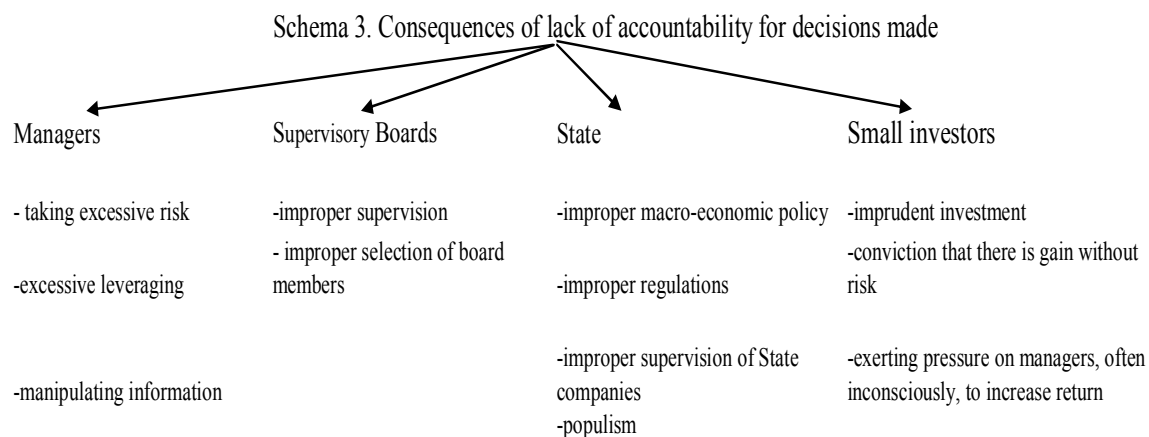 Schema 3. Consequences of lack of accountability for decisions made
Managers
- taking excessive risk
-excessive leveraging
-manipulating information
Supervisory Boards
-improper supervision
- improper selection of board
members
State
-improper macro-economic policy
-improper regulations
-improper supervision of State
companies
-populism
Small investors
-imprudent investment
-conviction that there is gain without
risk
-exerting pressure on managers, often
inconsciously, to increase return